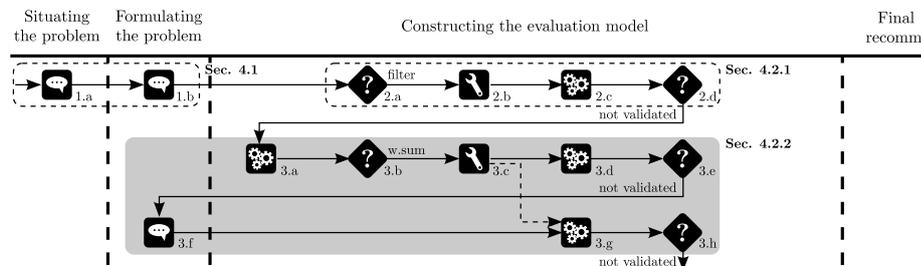 Situating
the problem
Formulating
the problem
Constructing the evaluation model
Final
recomm
Sec. 4.1
filter
Sec. 4.2.1
1.a
1.b
2.a
2.b
2.c
2.d
not validated
w.sum
Sec. 4.2.2
3.a
3.b
3.c
3.d
3.e
not validated
3.f
3.g
3.h
not validated